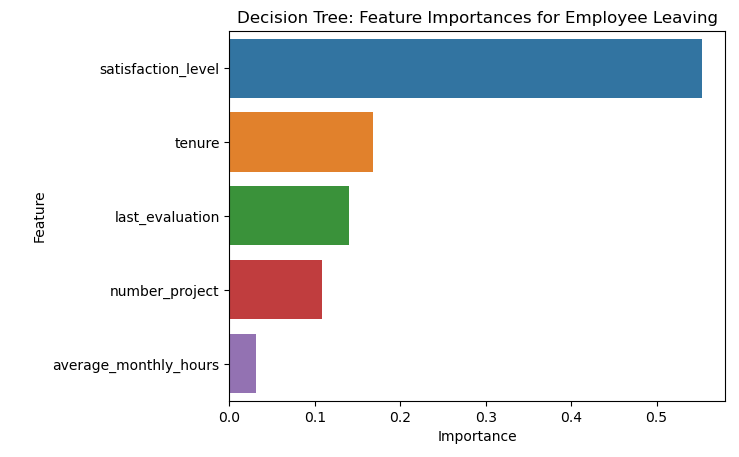 Decision Tree: Feature Importances for Employee Leaving
satisfaction_level
tenure
last_evaluation
number_project
average_monthly_hours
Feature
0.0 0.1 0.2 0.3 0.4 0.5
Importance